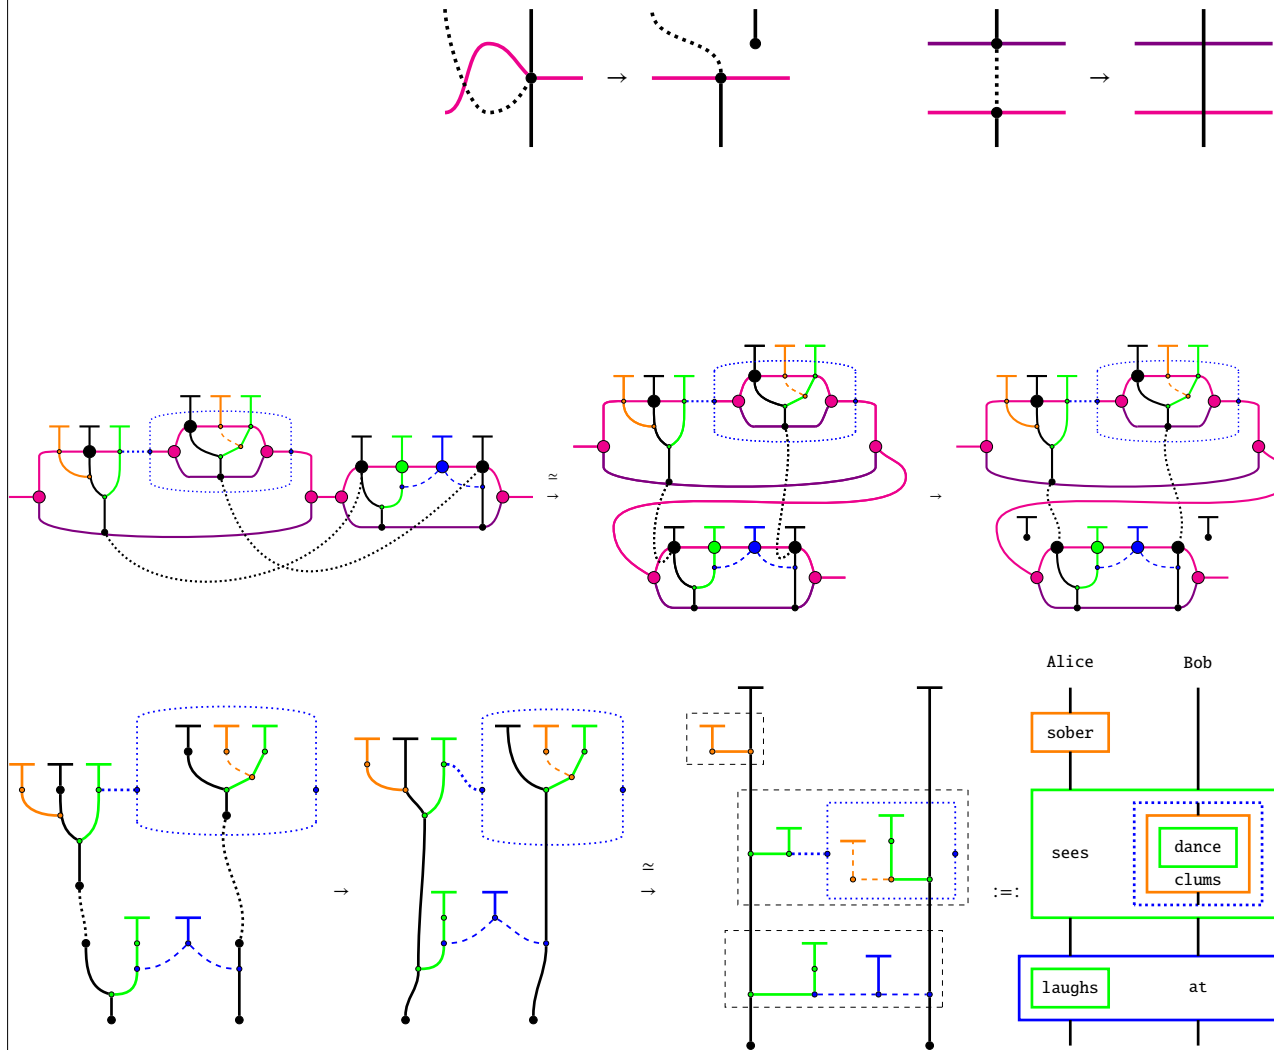 → →
≅
→ →
Alice Bob
sober
sees dance
clums
laughs at
→ ≅
→ :=: